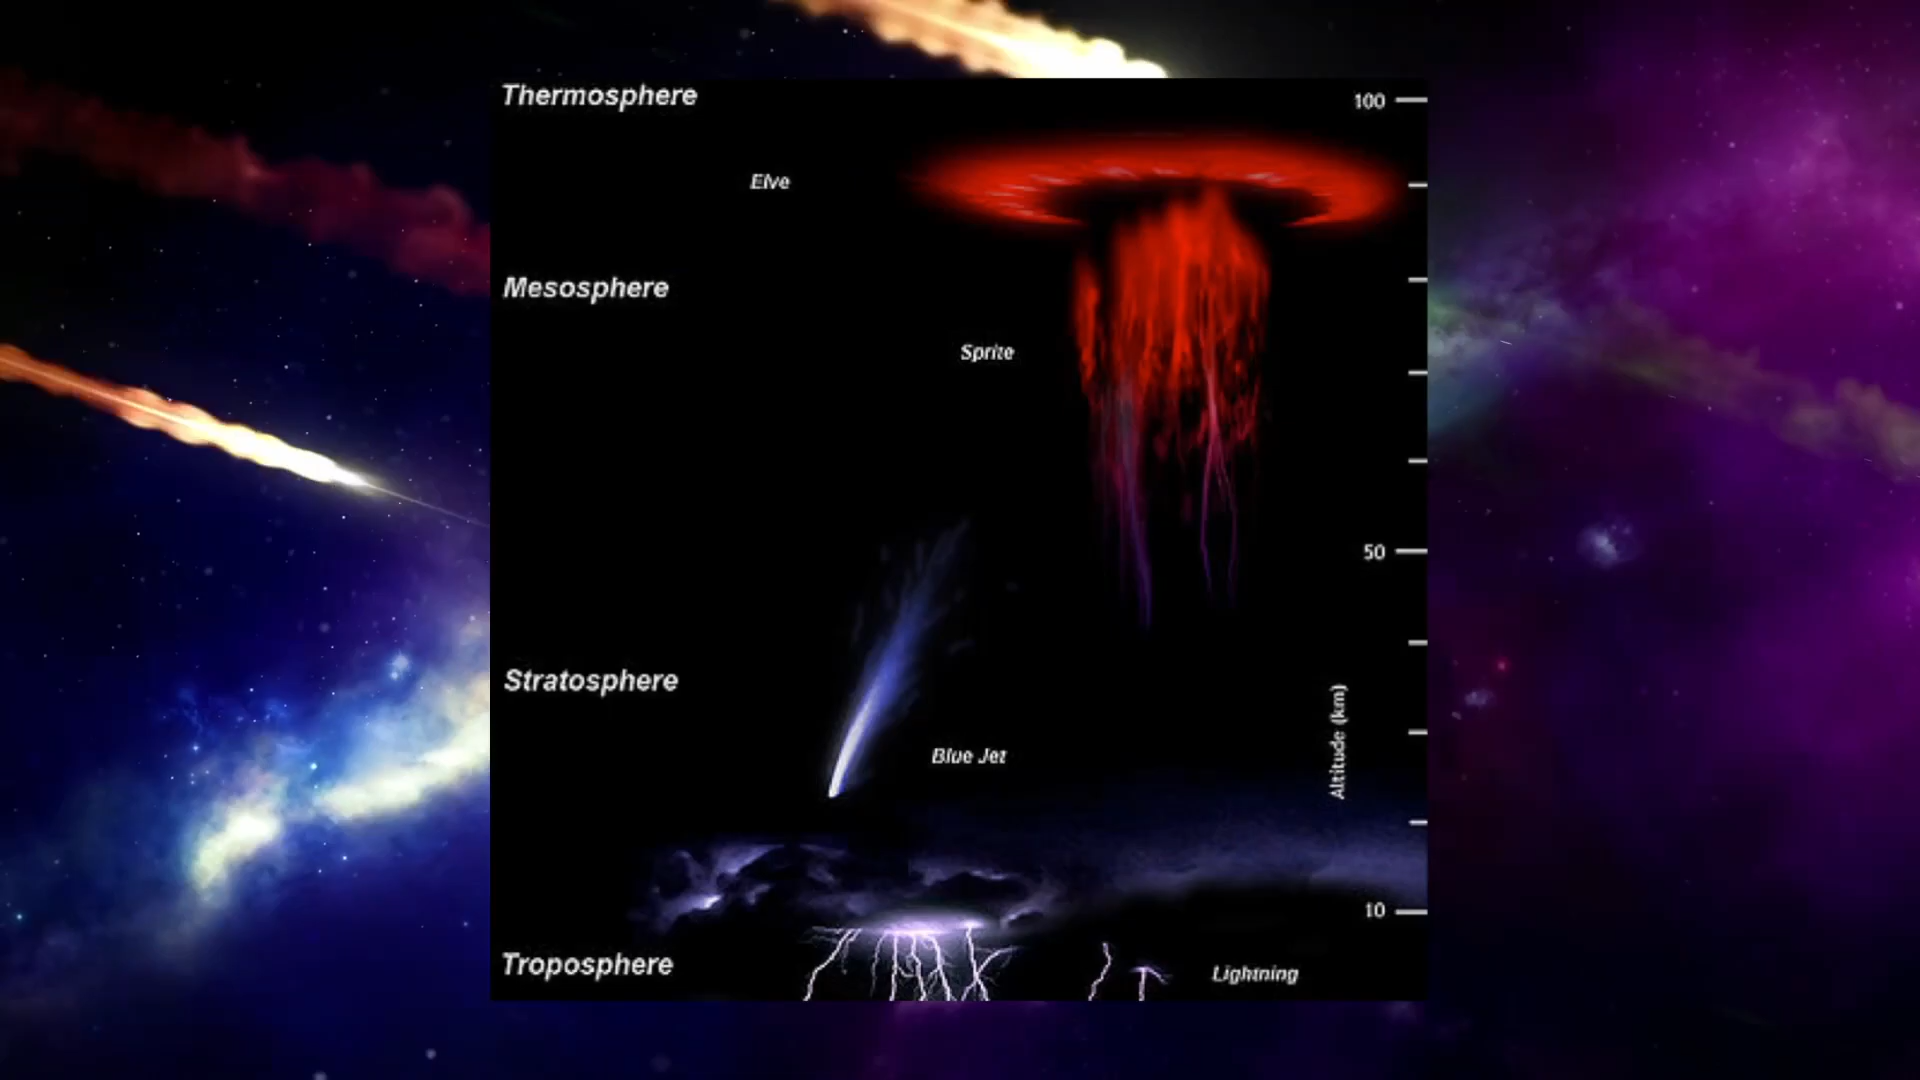 Thermosphere
100
Elve
Mesosphere
Sprite
50
Stratosphere
Altitude (km)
Blue Jet
10
Troposphere
Lightning